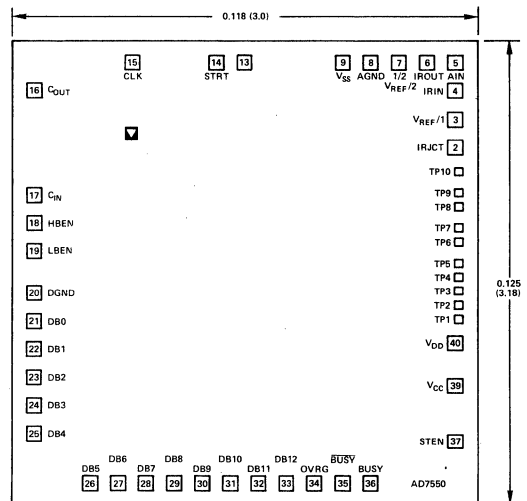 0.118 (3.0)
15
CLK
14
STRT
13
9
VSS
8
AGND
7
1/2
VREF/2
6
IROUT
5
AIN
16 COUT
IRIN 4
VREF/1 3
IRJCT 2
TP10
17 CIN
TP9
TP8
18 HBEN
TP7
TP6
19 LBEN
TP5
TP4
0.125
(3.18)
20 DGND
TP3
TP2
21 DB0
TP1
22 DB1
VDD 40
23 DB2
VCC 39
24 DB3
25 DB4
STEN 37
DB5 DB6 DB7 DB8 DB9 DB10 DB11 DB12 OVRG BUSY BUSY
26 27 28 29 30 31 32 33 34 35 36 AD7550